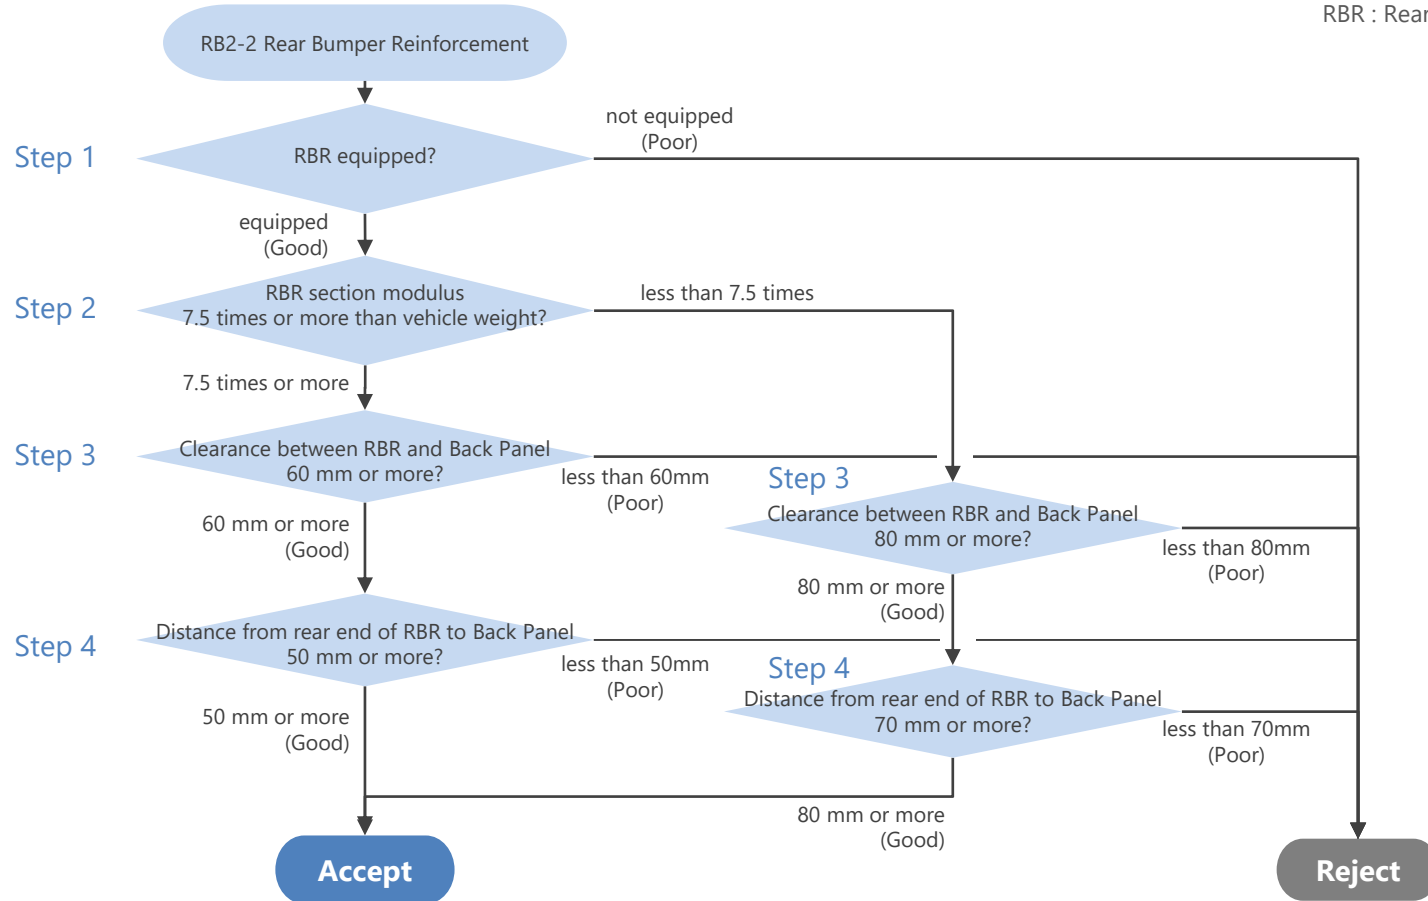 RBR : Rear
RB2-2 Rear Bumper Reinforcement
not equipped
(Poor)
Step 1
RBR equipped?
equipped
(Good)
Step 2
RBR section modulus
7.5 times or more than vehicle weight?
less than 7.5 times
7.5 times or more
Step 3
Clearance between RBR and Back Panel
60 mm or more?
less than 60mm
(Poor)
Step 3
Clearance between RBR and Back Panel
80 mm or more?
less than 80mm
(Poor)
60 mm or more
(Good)
80 mm or more
(Good)
Step 4
Distance from rear end of RBR to Back Panel
50 mm or more?
less than 50mm
(Poor)
Step 4
Distance from rear end of RBR to Back Panel
70 mm or more?
less than 70mm
(Poor)
50 mm or more
(Good)
80 mm or more
(Good)
Accept
Reject